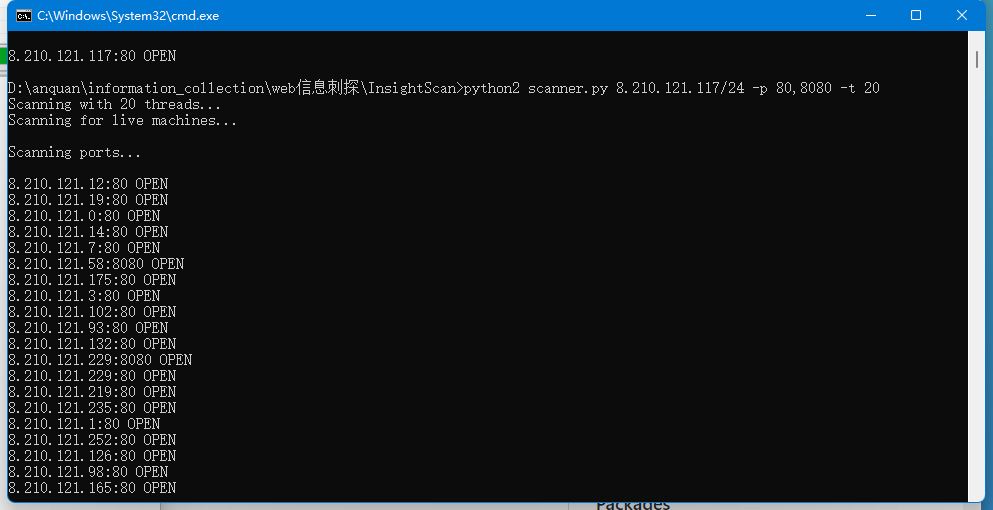 C:\Windows\System32\cmd.exe
8.210.121.117:80 OPEN
D:\anquan\information_collection\web信息刺探\InsightScan>python2 scanner.py 8.210.121.117/24 -p 80,8080 -t 20
Scanning with 20 threads...
Scanning for live machines...
Scanning ports...
8.210.121.12:80 OPEN
8.210.121.19:80 OPEN
8.210.121.0:80 OPEN
8.210.121.14:80 OPEN
8.210.121.7:80 OPEN
8.210.121.58:8080 OPEN
8.210.121.175:80 OPEN
8.210.121.3:80 OPEN
8.210.121.102:80 OPEN
8.210.121.93:80 OPEN
8.210.121.132:80 OPEN
8.210.121.229:8080 OPEN
8.210.121.229:80 OPEN
8.210.121.219:80 OPEN
8.210.121.235:80 OPEN
8.210.121.1:80 OPEN
8.210.121.252:80 OPEN
8.210.121.126:80 OPEN
8.210.121.98:80 OPEN
8.210.121.165:80 OPEN
Packages